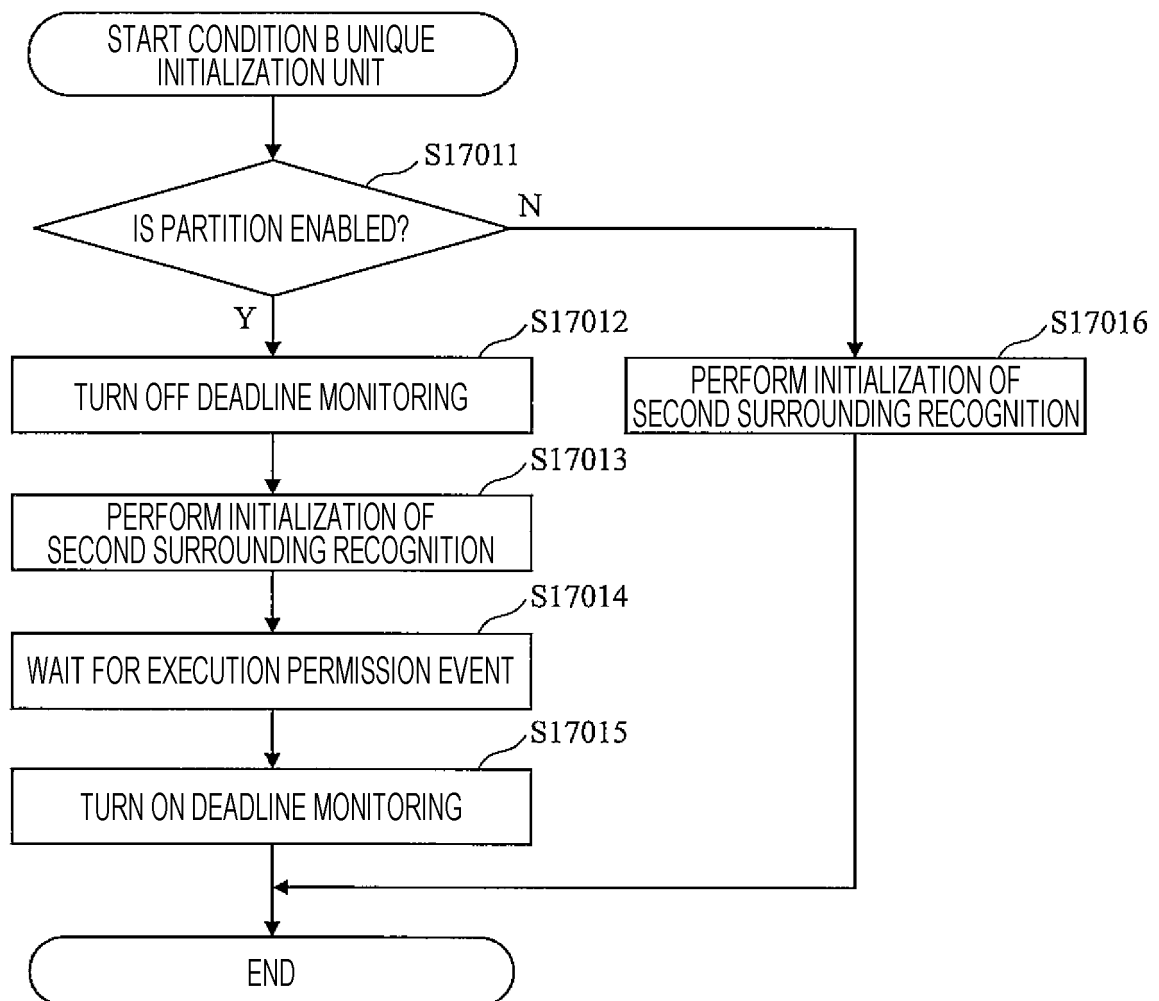 START CONDITION B UNIQUE
INITIALIZATION UNIT
S17011
IS PARTITION ENABLED?
N
Y
S17012
TURN OFF DEADLINE MONITORING
S17016
PERFORM INITIALIZATION OF
SECOND SURROUNDING RECOGNITION
S17013
PERFORM INITIALIZATION OF
SECOND SURROUNDING RECOGNITION
S17014
WAIT FOR EXECUTION PERMISSION EVENT
S17015
TURN ON DEADLINE MONITORING
END